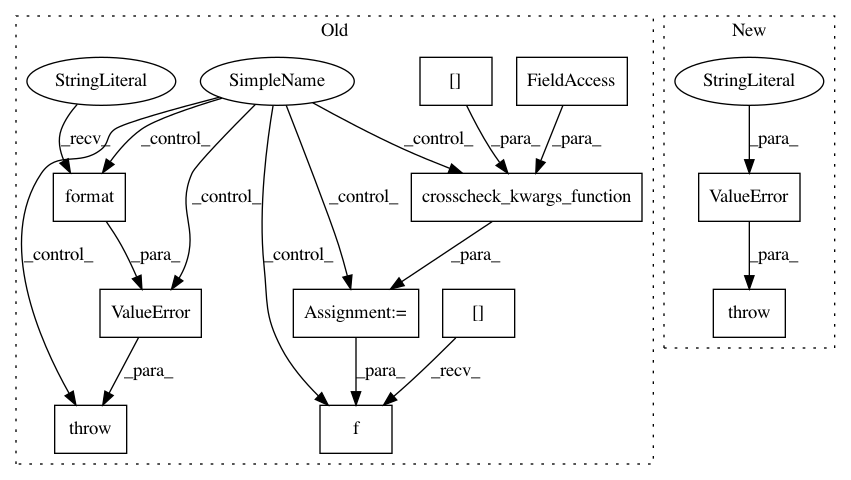 Old
New
StringLiteral
SimpleName
[]
FieldAccess
StringLiteral
_recv_
_control_
_control_
_para_
_para_
_para_
format
crosscheck_kwargs_function
ValueError
_control_
_control_
_control_
_control_
_para_
_para_
_para_
ValueError
Assignment:=
[]
throw
_para_
_para_
_recv_
throw
f